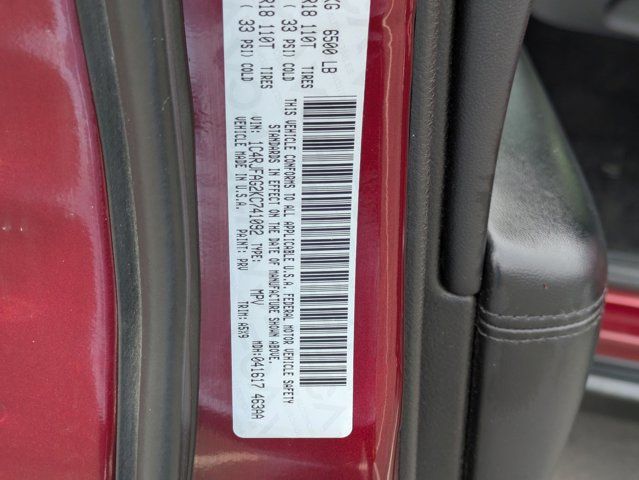 KG 6500 LB
R18 110T TIRES
( 33 PSI) COLD
R18 110T TIRES
( 33 PSI) COLD
THIS VEHICLE CONFORMS TO ALL APPLICABLE U.S.A. FEDERAL MOTOR VEHICLE SAFETY
STANDARDS IN EFFECT ON THE DATE OF MANUFACTURE SHOWN ABOVE.
VIN: 1C4RJFAG2KC741092 TYPE: MPV MDH:041617 463AA
VEHICLE MADE IN U.S.A. PAINT: PRV TRIM: A5X9